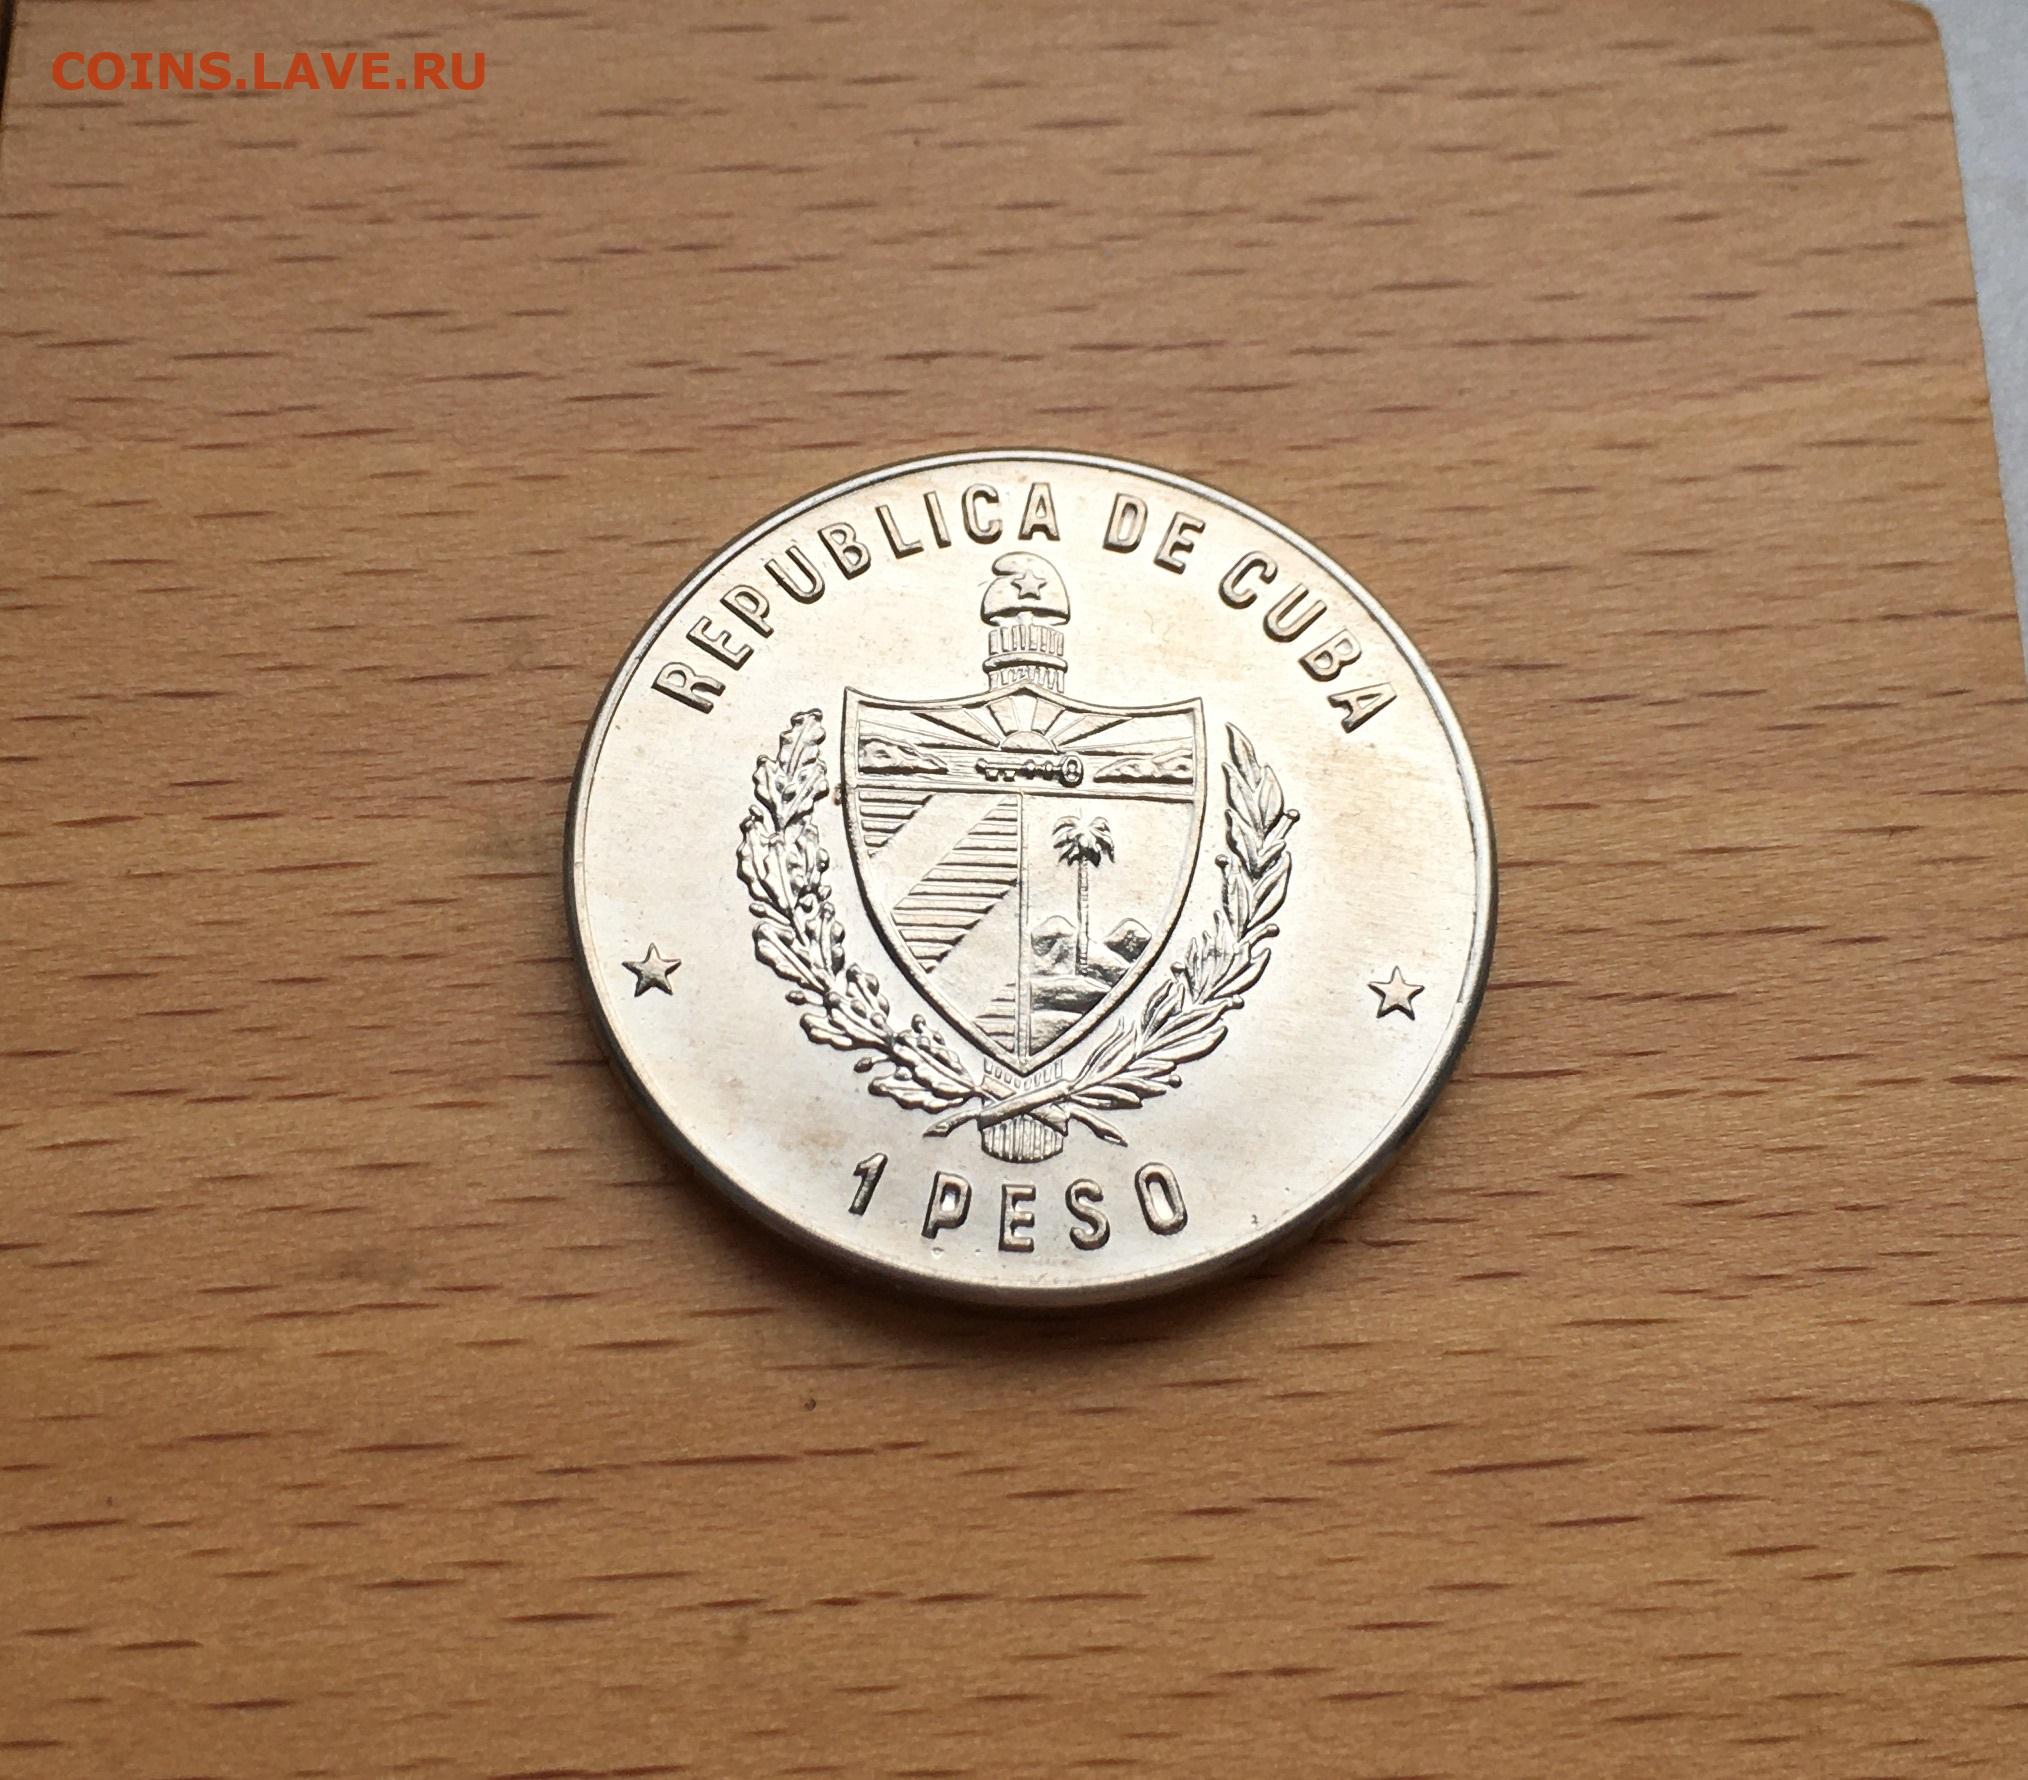 COINS.LAVE.RU
REPUBLICA DE CUBA
1 PESO